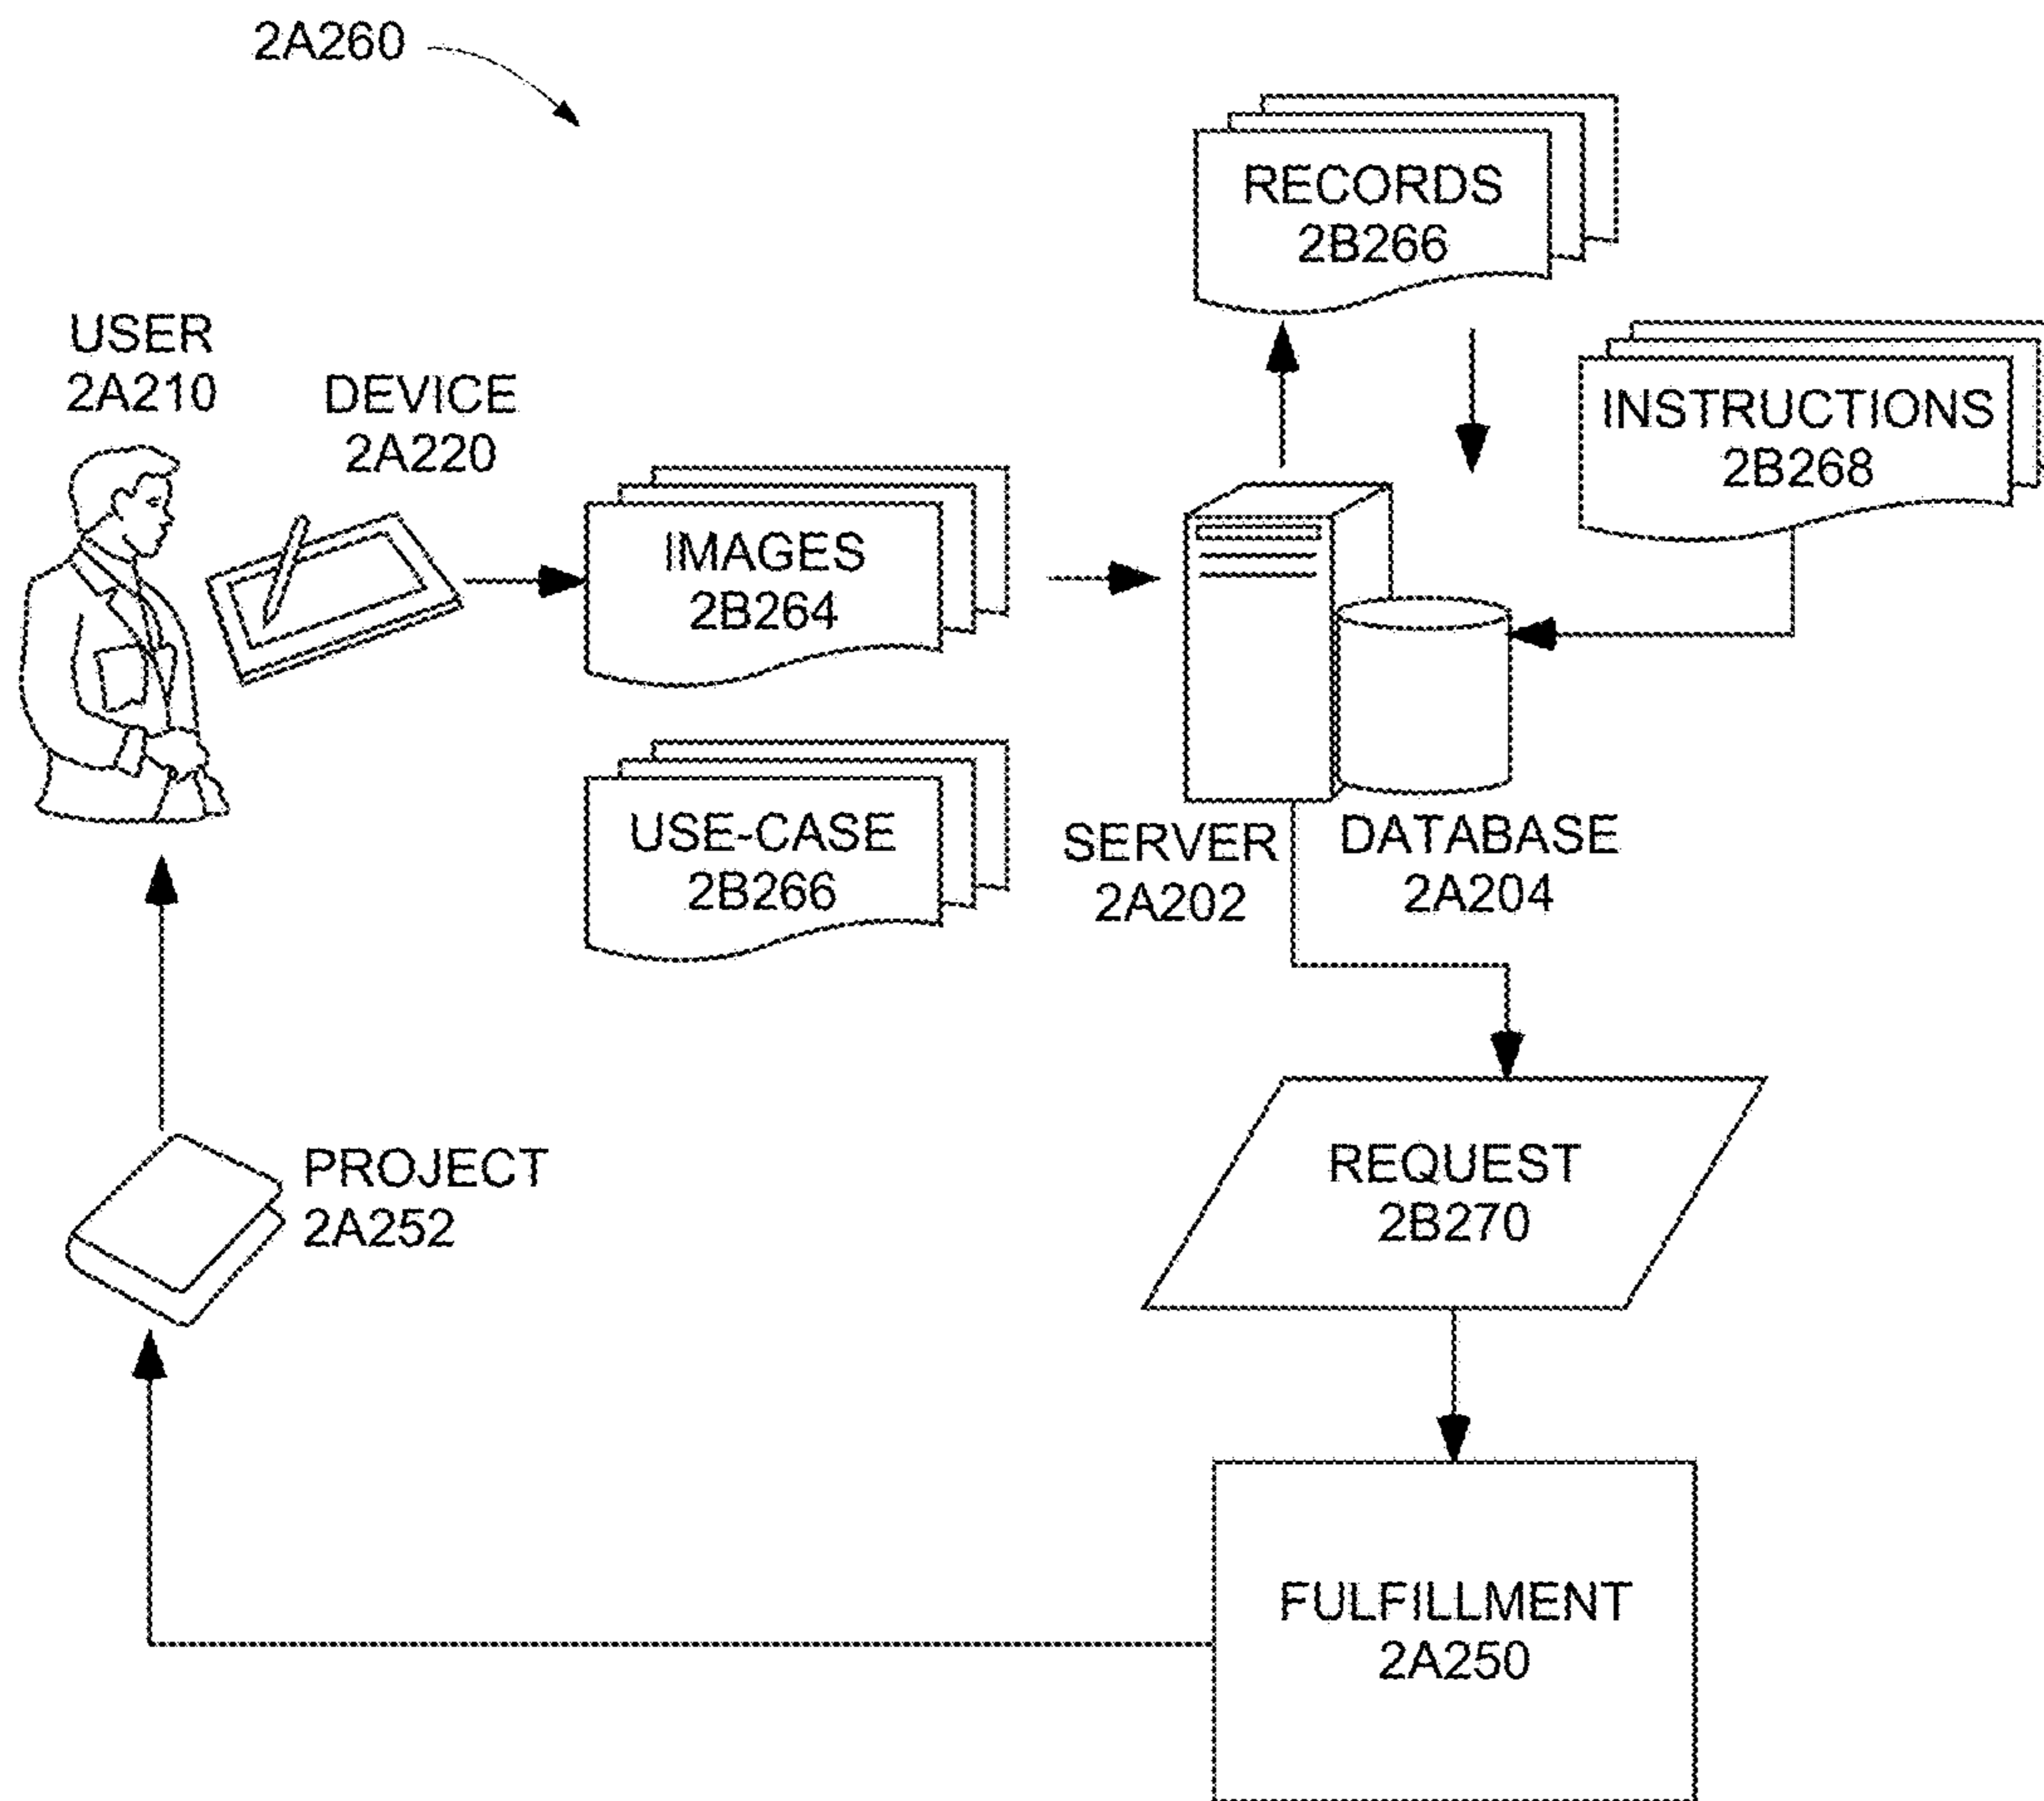 2A260
RECORDS
2B266
USER
2A210
DEVICE
2A220
INSTRUCTIONS
2B268
IMAGES
2B264
USE-CASE
2B266
SERVER
2A202
DATABASE
2A204
PROJECT
2A252
REQUEST
2B270
FULFILLMENT
2A250